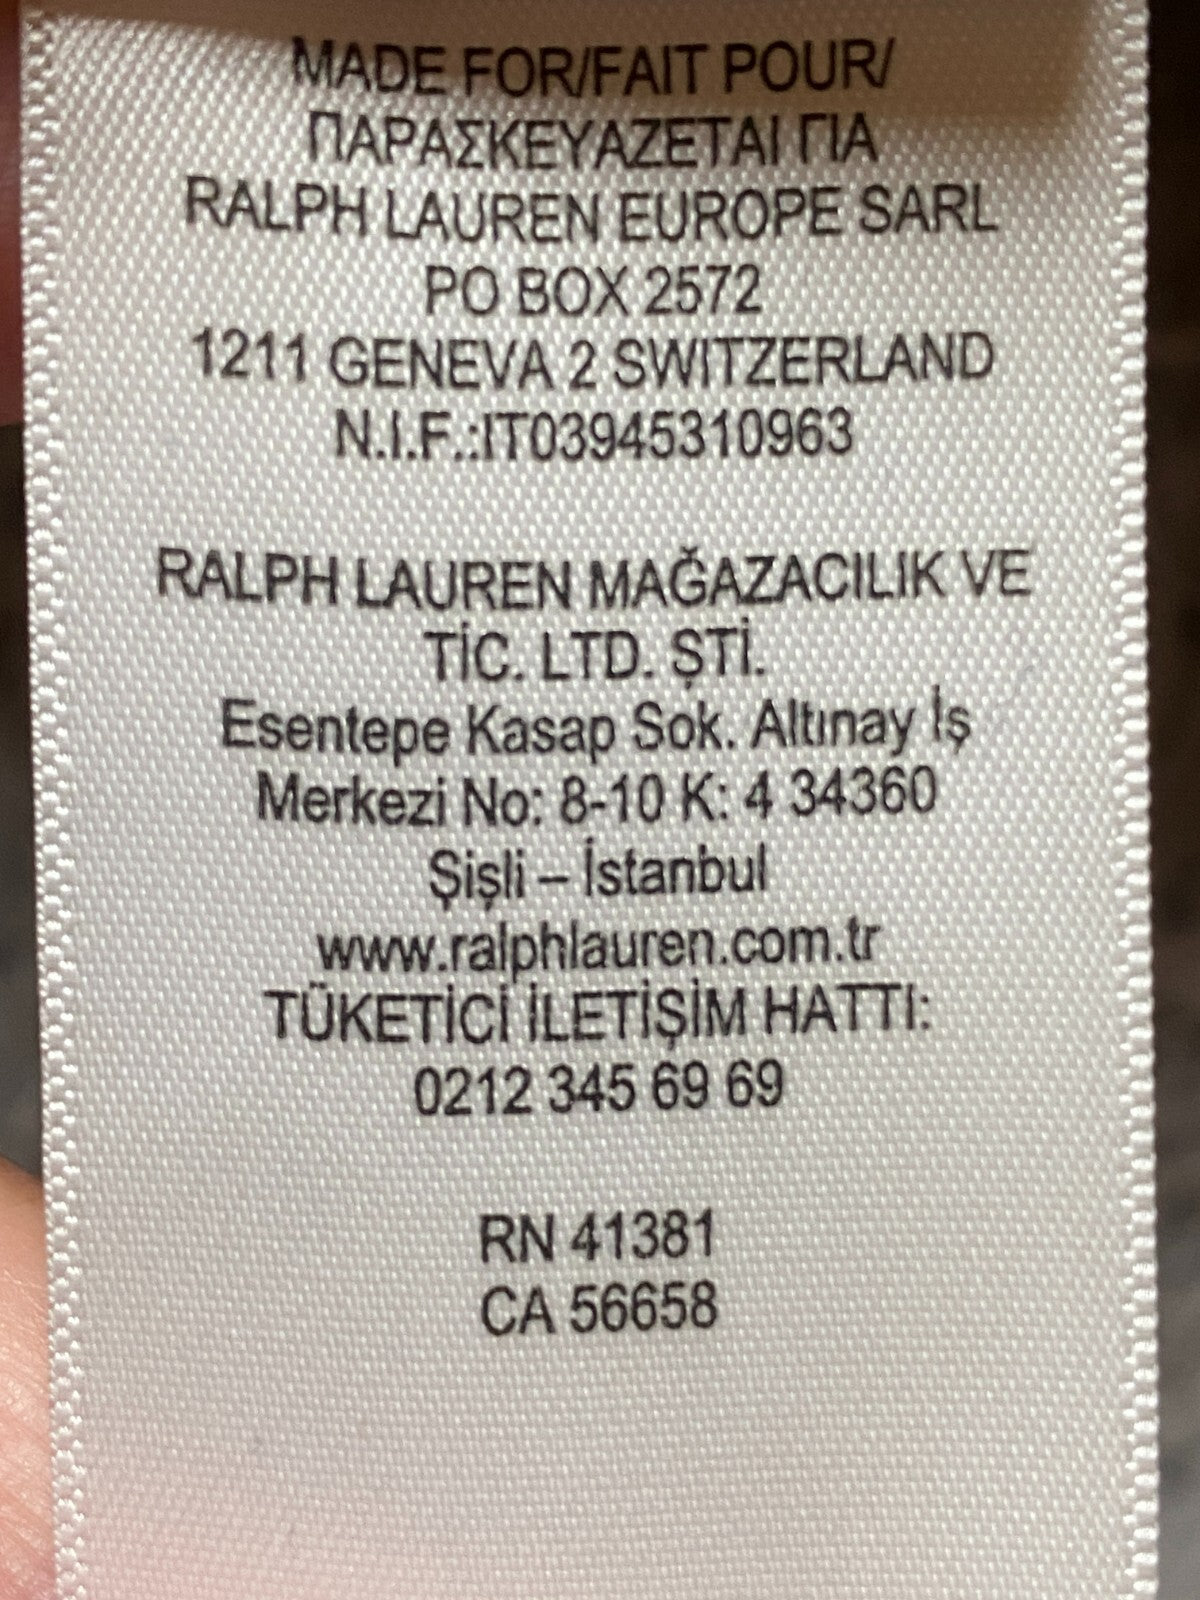 MADE FOR/FAIT POUR/
ΠΑΡΑΣΚΕΥΑΖΕΤΑΙ ΓΙΑ
RALPH LAUREN EUROPE SARL
PO BOX 2572
1211 GENEVA 2 SWITZERLAND
N.I.F.:IT03945310963
RALPH LAUREN MAĞAZACILIK VE
TİC. LTD. ŞTİ.
Esentepe Kasap Sok. Altınay İş
Merkezi No: 8-10 K: 4 34360
Şişli – İstanbul
www.ralphlauren.com.tr
TÜKETİCİ İLETİŞİM HATTI:
0212 345 69 69
RN 41381
CA 56658